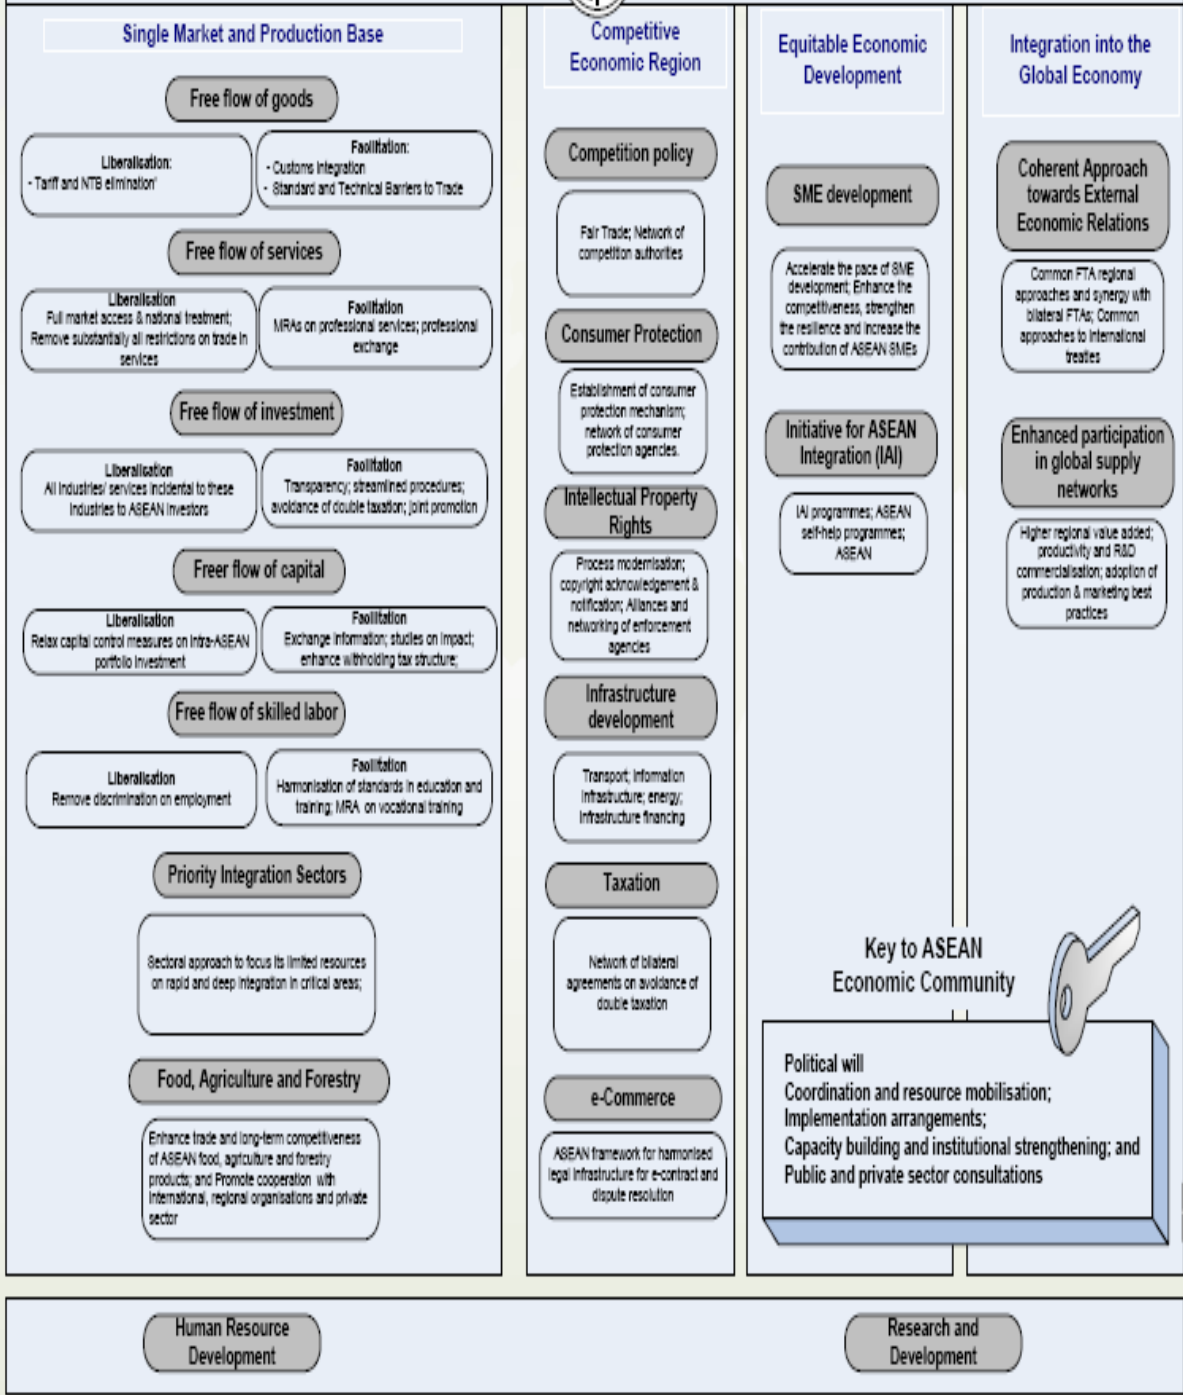 Single Market and Production Base
Free flow of goods
Liberalisation:
- Tariff and NTB elimination'
Facilitation:
- Customs Integration
- Standard and Technical Barriers to Trade
Free flow of services
Liberalisation
Full market access & national treatment;
Remove substantially all restrictions on trade in
services
Facilitation
MRAs on professional services; professional
exchange
Free flow of investment
Liberalisation
All industries/ services incidental to these
industries to ASEAN investors
Facilitation
Transparency; streamlined procedures;
avoidance of double taxation; joint promotion
Freer flow of capital
Liberalisation
Relax capital control measures on intra-ASEAN
portfolio investment
Facilitation
Exchange information; studies on impact;
enhance withholding tax structure;
Free flow of skilled labor
Liberalisation
Remove discrimination on employment
Facilitation
Harmonisation of standards in education and
training; MRA on vocational training
Priority Integration Sectors
Sectoral approach to focus its limited resources
on rapid and deep integration in critical areas;
Food, Agriculture and Forestry
Enhance trade and long-term competitiveness
of ASEAN food, agriculture and forestry
products; and Promote cooperation with
international, regional organisations and private
sector
Competitive
Economic Region
Competition policy
Fair Trade; Network of
competition authorities
Consumer Protection
Establishment of consumer
protection mechanism;
network of consumer
protection agencies.
Intellectual Property
Rights
Process modernisation;
copyright acknowledgement &
notification; Alliances and
networking of enforcement
agencies
Infrastructure
development
Transport; Information
Infrastructure; energy;
Infrastructure financing
Taxation
Network of bilateral
agreements on avoidance of
double taxation
e-Commerce
ASEAN framework for harmonised
legal infrastructure for e-contract and
dispute resolution
Equitable Economic
Development
SME development
Accelerate the pace of SME
development; Enhance the
competitiveness, strengthen
the resilience and increase the
contribution of ASEAN SMEs
Initiative for ASEAN
Integration (IAI)
IAI programmes; ASEAN
self-help programmes;
ASEAN
Integration into the
Global Economy
Coherent Approach
towards External
Economic Relations
Common FTA regional
approaches and synergy with
bilateral FTAs; Common
approaches to international
treaties
Enhanced participation
in global supply
networks
Higher regional value added;
productivity and R&D
commercialisation; adoption of
production & marketing best
practices
Key to ASEAN
Economic Community
Political will
Coordination and resource mobilisation;
Implementation arrangements;
Capacity building and institutional strengthening; and
Public and private sector consultations
Human Resource
Development
Research and
Development